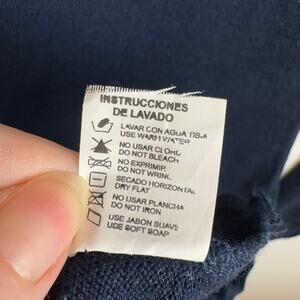 INSTRUCCIONES
DE LAVADO
LAVAR CON AGUA TIBIA
USE WARM WATER
NO USAR CLORO
DO NOT BLEACH
NO EXPRIMIR
DO NOT WRING
SECADO HORIZONTAL
DRY FLAT
NO USAR PLANCHA
DO NOT IRON
USE JABON SUAVE
USE SOFT SOAP